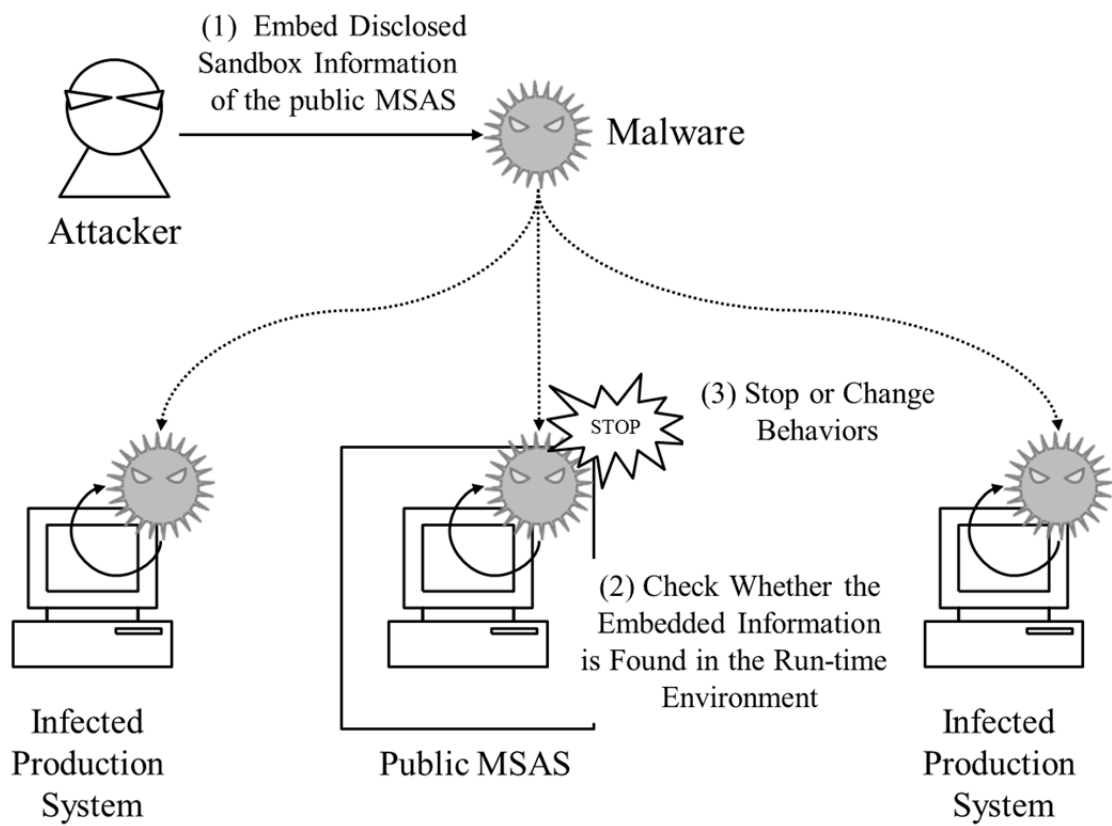 (1) Embed Disclosed
Sandbox Information
of the public MSAS
Malware
Attacker
STOP
(3) Stop or Change
Behaviors
(2) Check Whether the
Embedded Information
is Found in the Run-time
Environment
Infected
Production
System
Public MSAS
Infected
Production
System